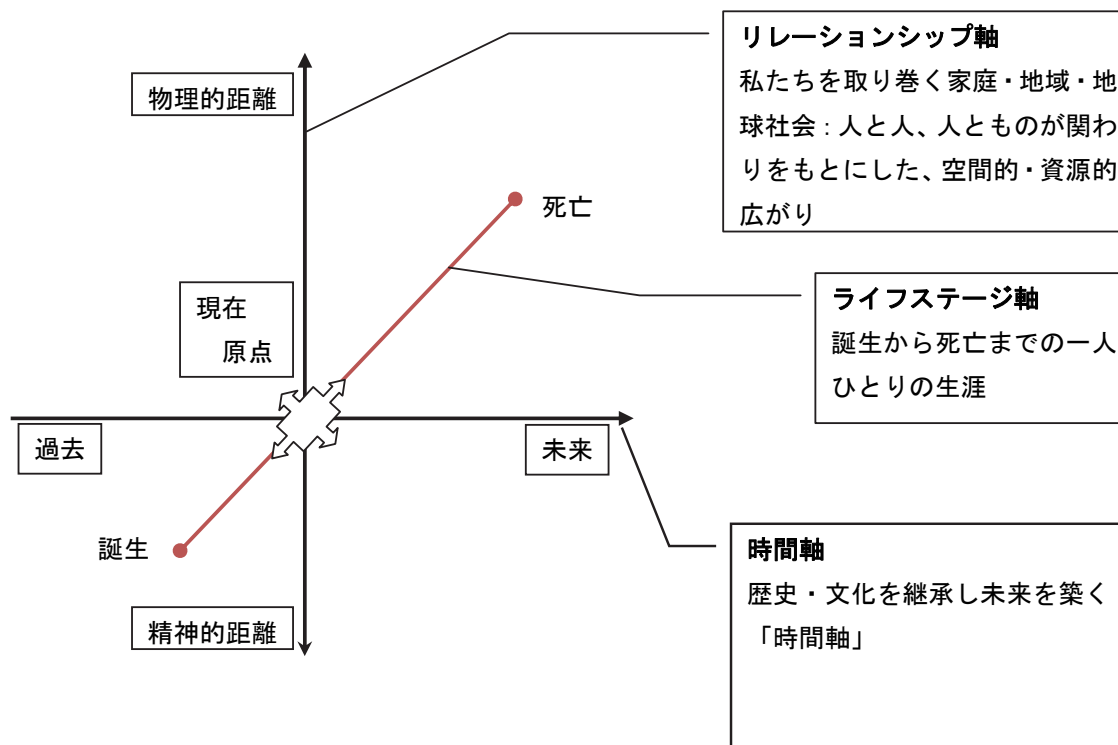 リレーションシップ軸
私たちを取り巻く家庭・地域・地
球社会：人と人、人とものが関わ
りをもとにした、空間的・資源的
広がり
物理的距離
死亡
現在
原点
ライフステージ軸
誕生から死亡までの一人
ひとりの生涯
過去
未来
誕生
時間軸
歴史・文化を継承し未来を築く
「時間軸」
精神的距離